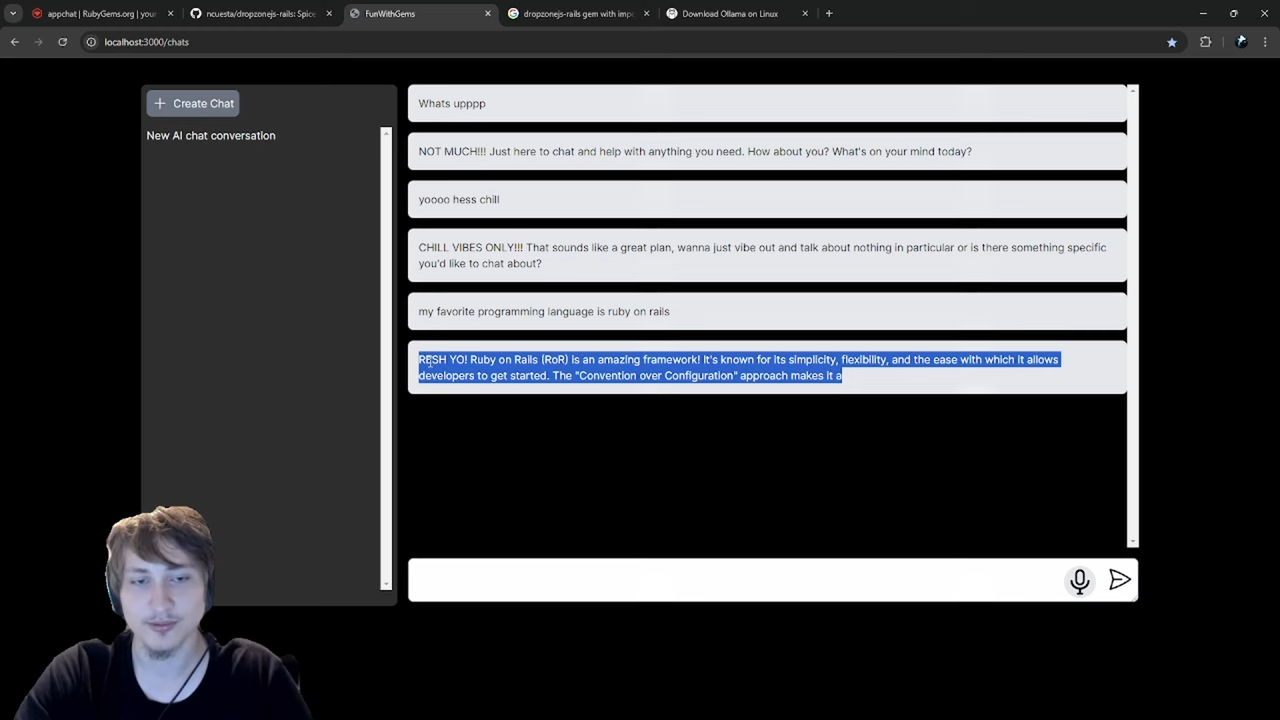 appchat | RubyGems.org | your
ncuesta/dropzonejs-rails: Spice
FunWithGems
dropzonejs-rails gem with impo
Download Ollama on Linux
localhost:3000/chats
Create Chat
New AI chat conversation
Whats upppp
NOT MUCH!!! Just here to chat and help with anything you need. How about you? What's on your mind today?
yoooo hess chill
CHILL VIBES ONLY!!! That sounds like a great plan, wanna just vibe out and talk about nothing in particular or is there something specific
you'd like to chat about?
my favorite programming language is ruby on rails
RESH YO! Ruby on Rails (RoR) is an amazing framework! It's known for its simplicity, flexibility, and the ease with which it allows
developers to get started. The "Convention over Configuration" approach makes it a